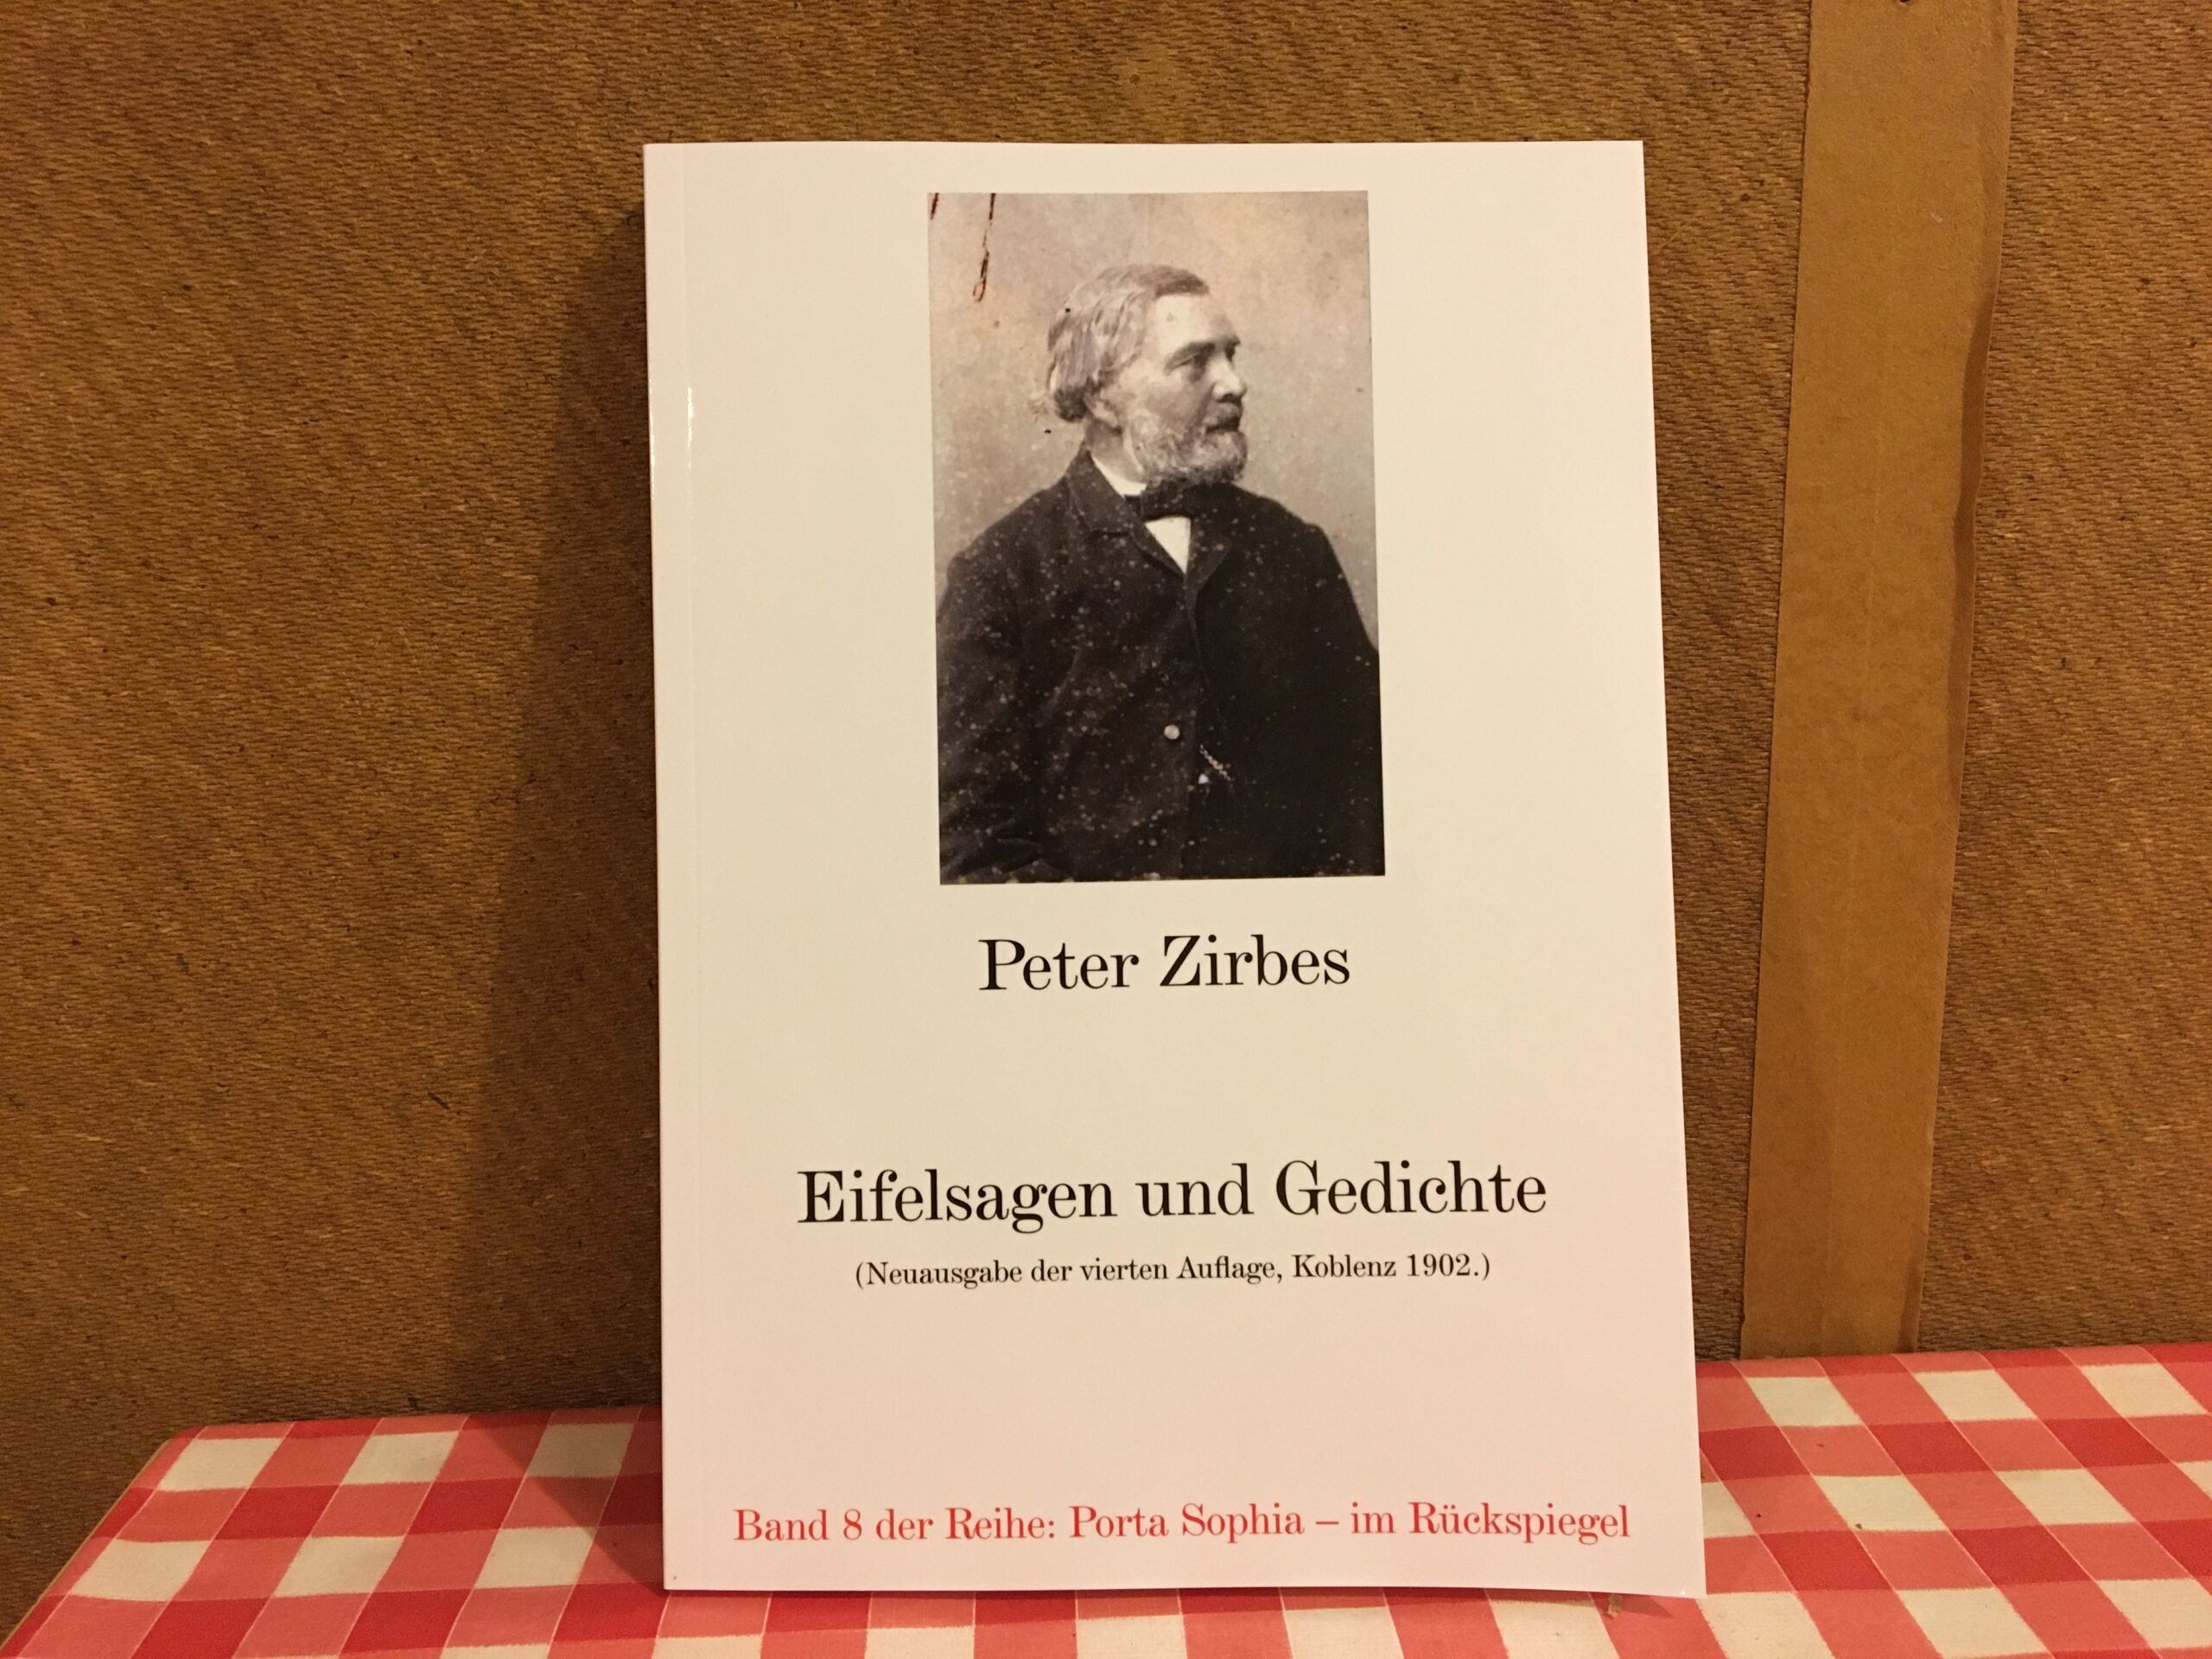 Peter Zirbes
Eifelsagen und Gedichte
(Neuausgabe der vierten Auflage, Koblenz 1902.)
Band 8 der Reihe: Porta Sophia – im Rückspiegel